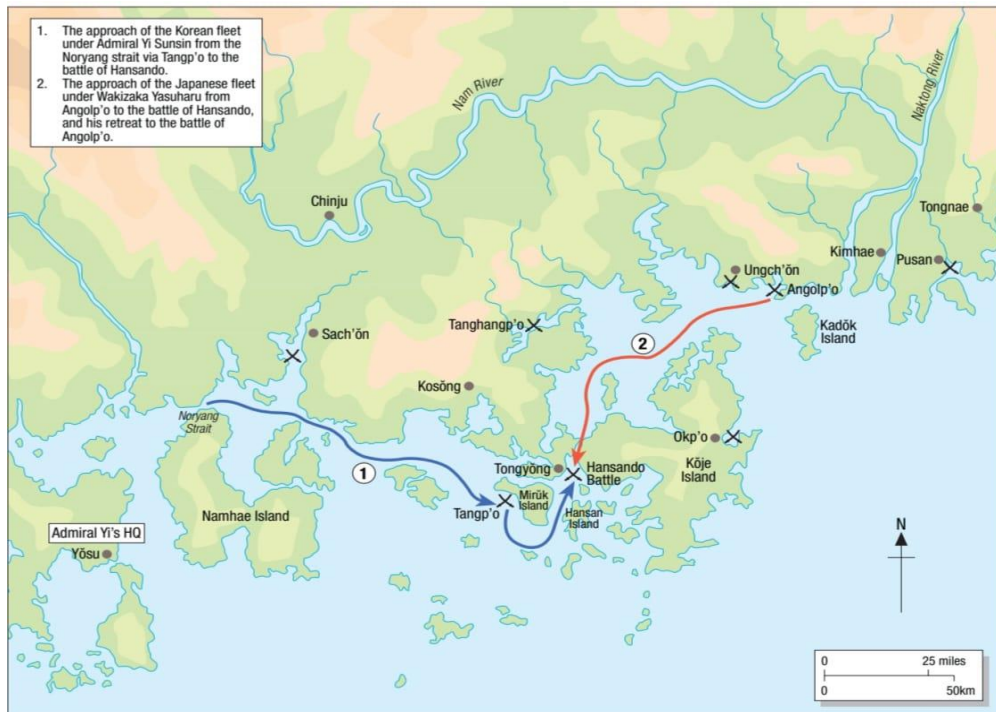 1. The approach of the Korean fleet
under Admiral Yi Sunsin from the
Noryang strait via Tangp’o to the
battle of Hansando.
2. The approach of the Japanese fleet
under Wakizaka Yasuharu from
Angolp’o to the battle of Hansando,
and his retreat to the battle of
Angolp’o.
Nam River
Naktong River
Chinju
Tongnae
Kimhae
Pusan
Ungch’ŏn
Angolp’o
Kadŏk
Island
Sach’ŏn
Tanghangp’o
2
Kosŏng
Noryang
Strait
Okp’o
Kŏje
Island
1
Tongyŏng
Hansando
Battle
Mirŭk
Island
Tangp’o
Hansan
Island
Namhae Island
Admiral Yi’s HQ
Yŏsu
N
0 25 miles
0 50km